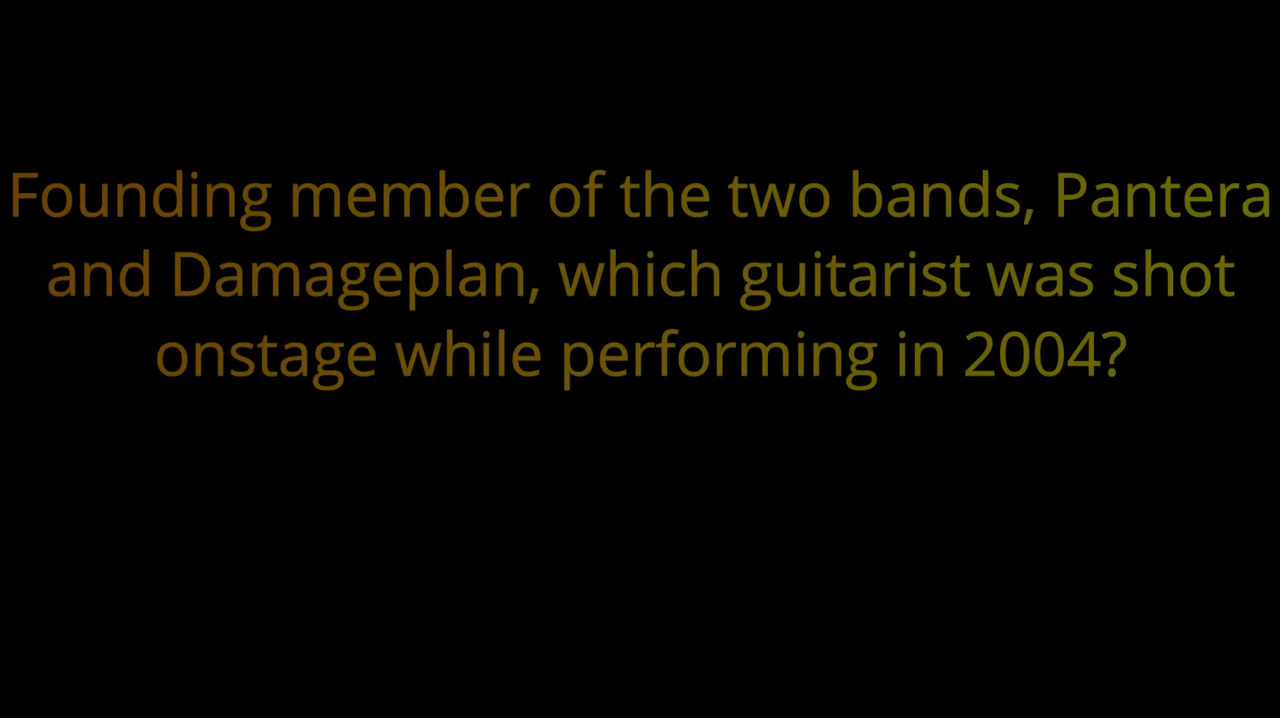 Founding member of the two bands, Pantera
and Damageplan, which guitarist was shot
onstage while performing in 2004?